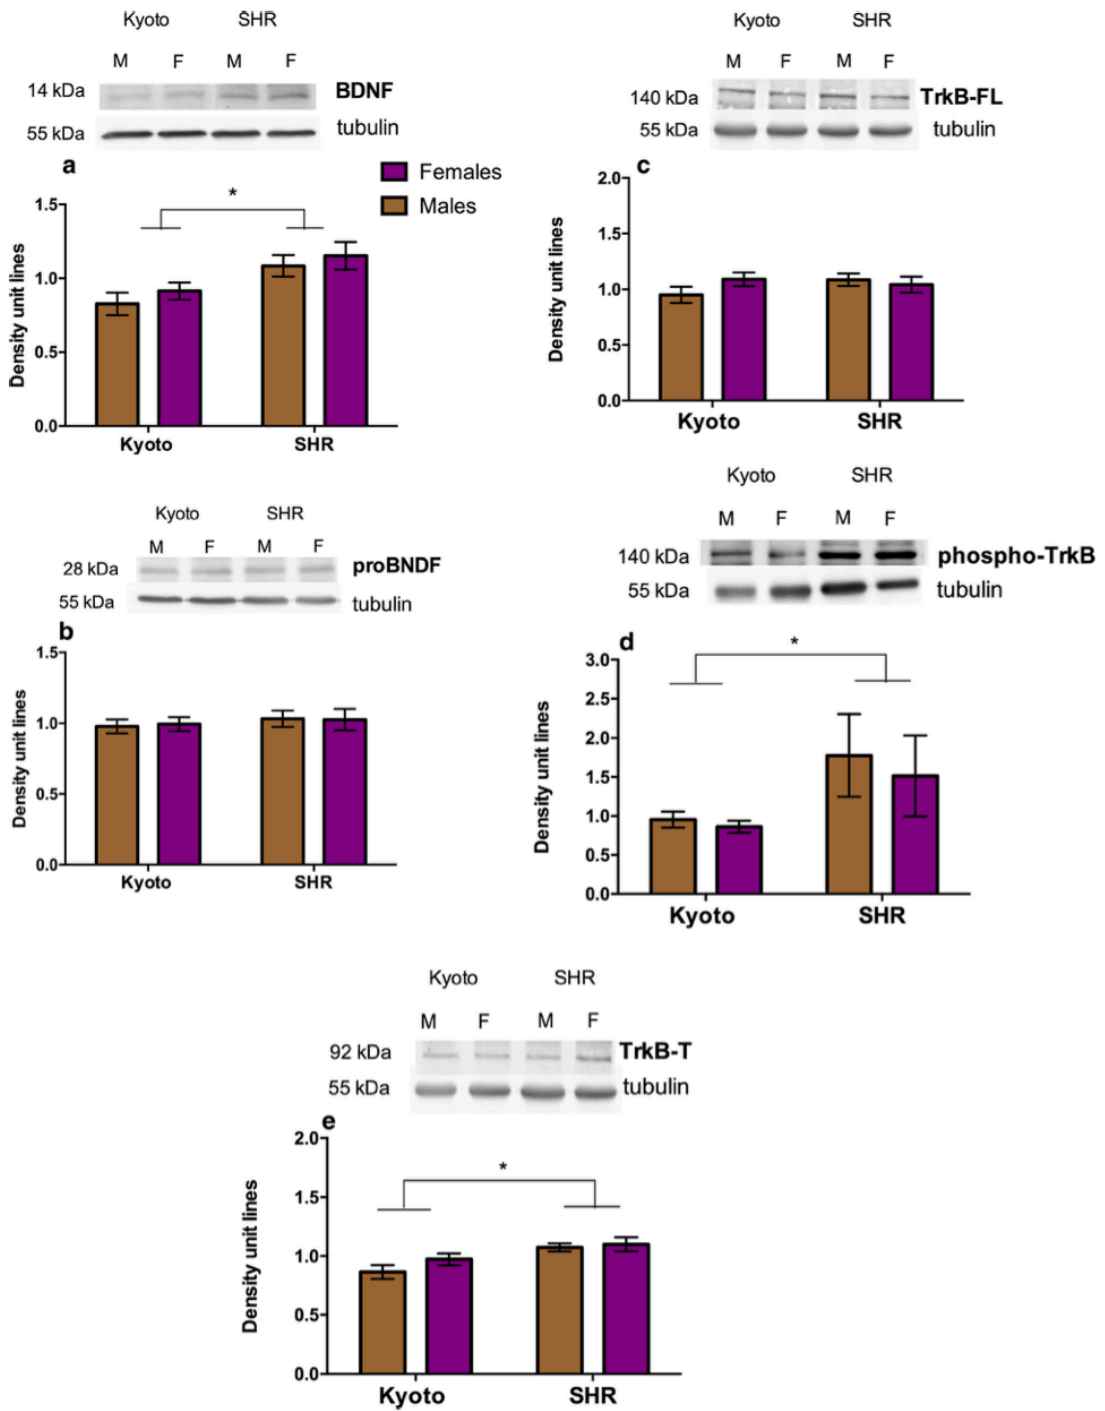 Kyoto SHR
M F M F
14 kDa BDNF
55 kDa tubulin
a
Females
Males
*
1.5
1.0
0.5
0.0
Density unit lines
Kyoto SHR
Kyoto SHR
M F M F
140 kDa TrkB-FL
55 kDa tubulin
c
2.0
1.5
1.0
0.5
0.0
Density unit lines
Kyoto SHR
Kyoto SHR
M F M F
28 kDa proBNDF
55 kDa tubulin
b
1.5
1.0
0.5
0.0
Density unit lines
Kyoto SHR
Kyoto SHR
M F M F
140 kDa phospho-TrkB
55 kDa tubulin
d
*
3.0
2.5
2.0
1.5
1.0
0.5
0.0
Density unit lines
Kyoto SHR
Kyoto SHR
M F M F
92 kDa TrkB-T
55 kDa tubulin
e
*
2.0
1.5
1.0
0.5
0.0
Density unit lines
Kyoto SHR